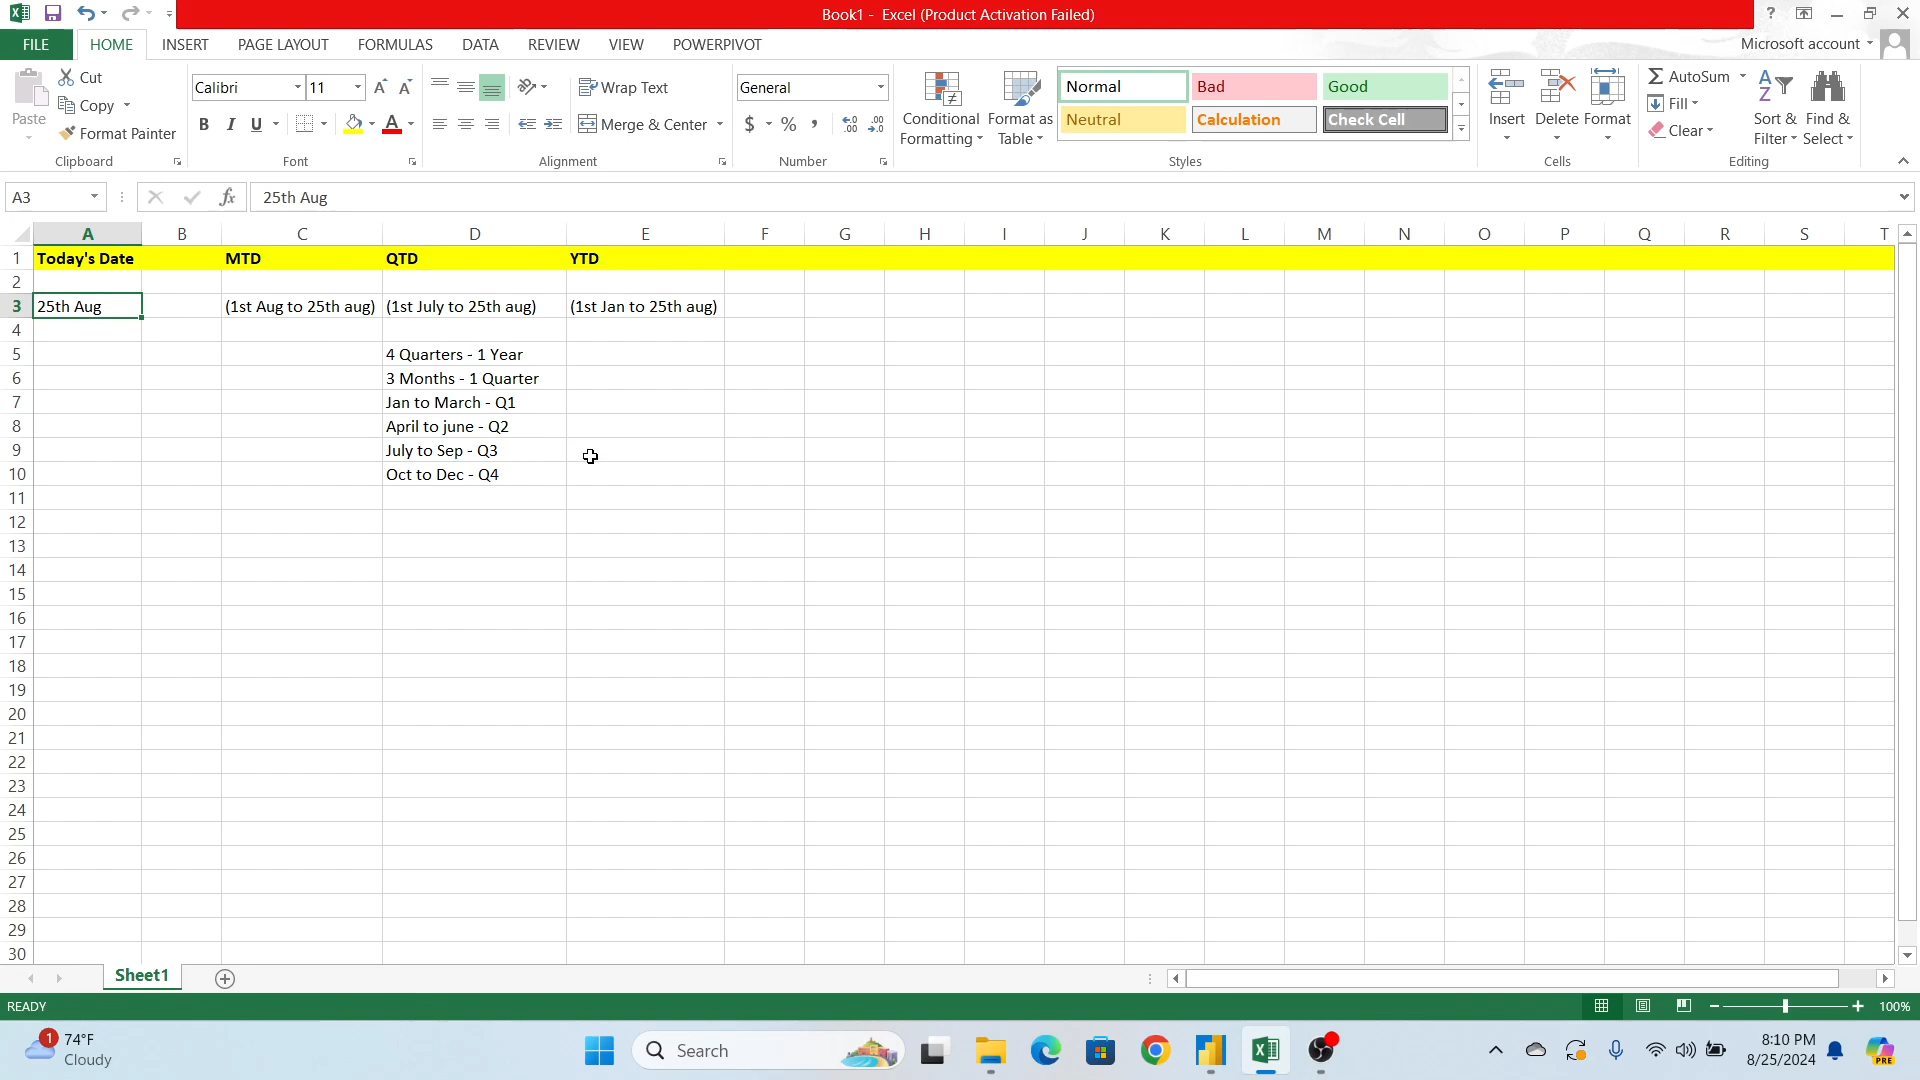 Book1 - Excel (Product Activation Failed)
FILE HOME INSERT PAGE LAYOUT FORMULAS DATA REVIEW VIEW POWERPIVOT Microsoft account
Paste Cut Copy Format Painter
Clipboard
Calibri 11
B I U A
Font
Wrap Text
Merge & Center
Alignment
General
$ % ,
Number
Conditional Formatting
Format as Table
Normal Bad Good
Neutral Calculation Check Cell
Styles
Insert Delete Format
Cells
AutoSum
Fill
Clear
Sort & Filter
Find & Select
Editing
A3 fx 25th Aug
A B C D E F G H I J K L M N O P Q R S T
1 Today's Date MTD QTD YTD
2
3 25th Aug (1st Aug to 25th aug) (1st July to 25th aug) (1st Jan to 25th aug)
4
5 4 Quarters - 1 Year
6 3 Months - 1 Quarter
7 Jan to March - Q1
8 April to june - Q2
9 July to Sep - Q3
10 Oct to Dec - Q4
11
12
13
14
15
16
17
18
19
20
21
22
23
24
25
26
27
28
29
30
Sheet1
READY 100%
1 74°F
Cloudy
Search
8:10 PM
8/25/2024
PRE